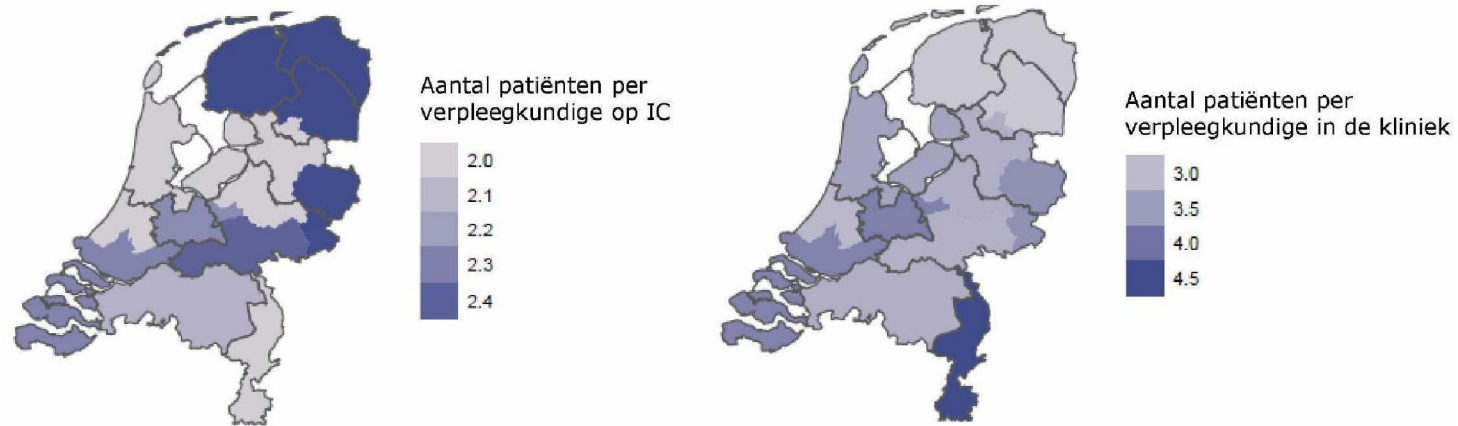 Aantal patiënten per
verpleegkundige op IC
2.0
2.1
2.2
2.3
2.4
Aantal patiënten per
verpleegkundige in de kliniek
3.0
3.5
4.0
4.5